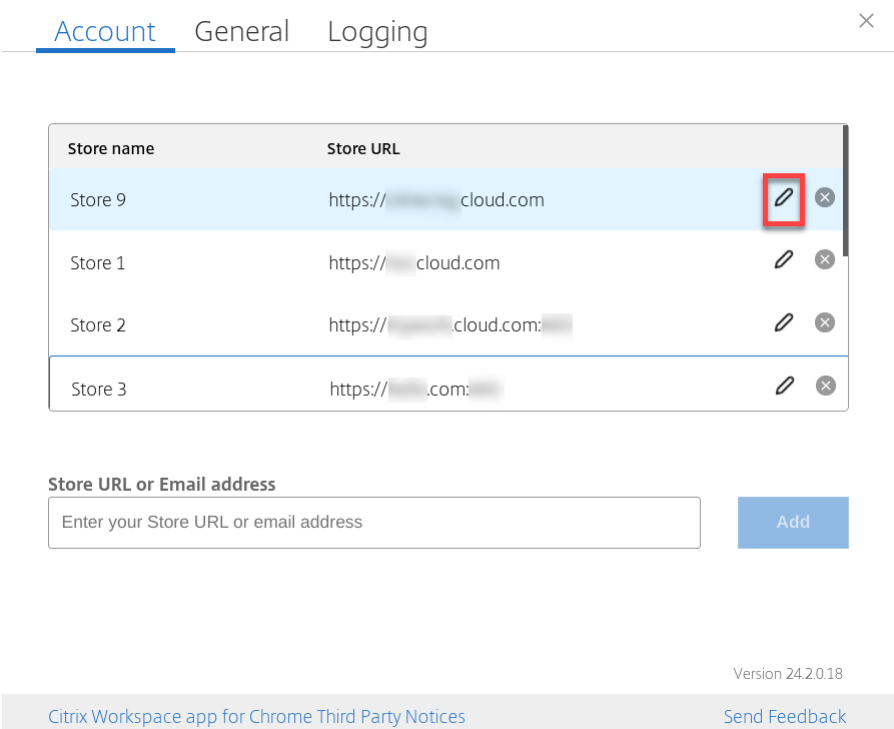 Account General Logging
Store name Store URL
Store 9 https:// cloud.com
Store 1 https:// cloud.com
Store 2 https:// .cloud.com:
Store 3 https:// .com:
Store URL or Email address
Enter your Store URL or email address Add
Version 24.2.0.18
Citrix Workspace app for Chrome Third Party Notices Send Feedback